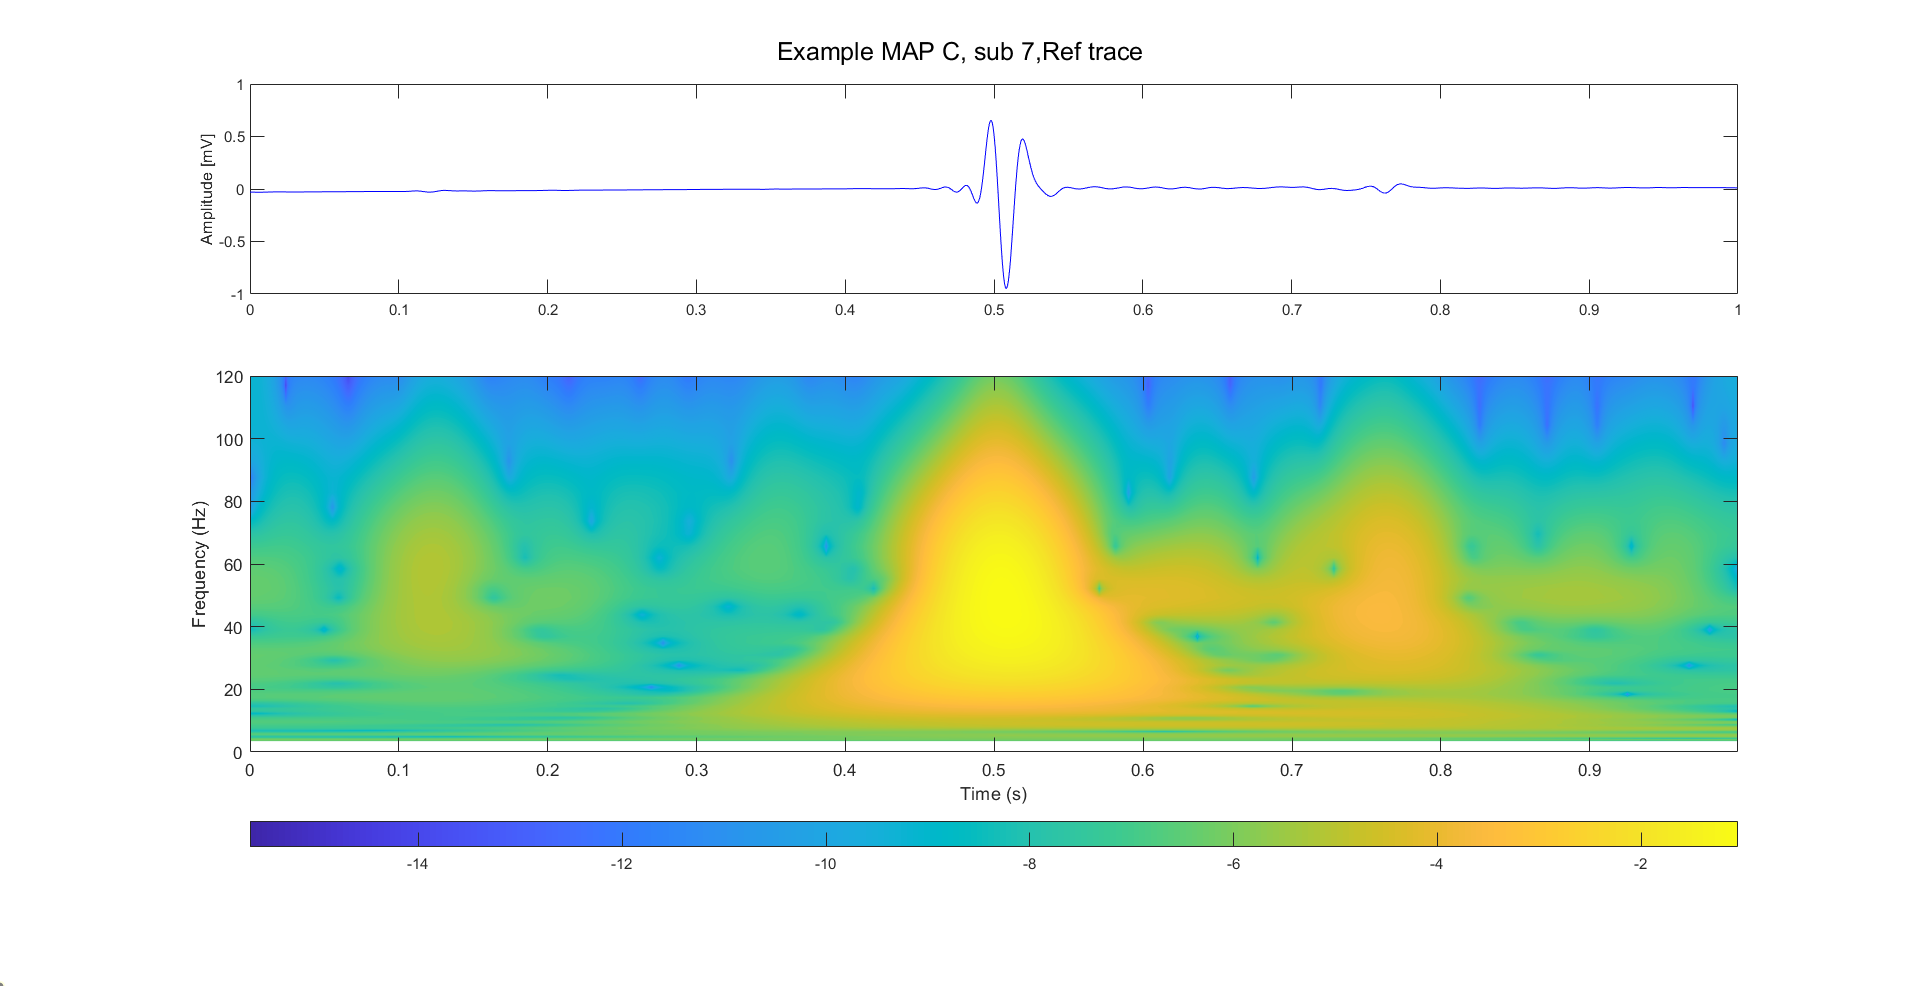 Example MAP C, sub 7,Ref trace
Amplitude [mV]
1
0.5
0
-0.5
-1
0 0.1 0.2 0.3 0.4 0.5 0.6 0.7 0.8 0.9 1
Frequency (Hz)
120
100
80
60
40
20
0
0 0.1 0.2 0.3 0.4 0.5 0.6 0.7 0.8 0.9
Time (s)
-14 -12 -10 -8 -6 -4 -2